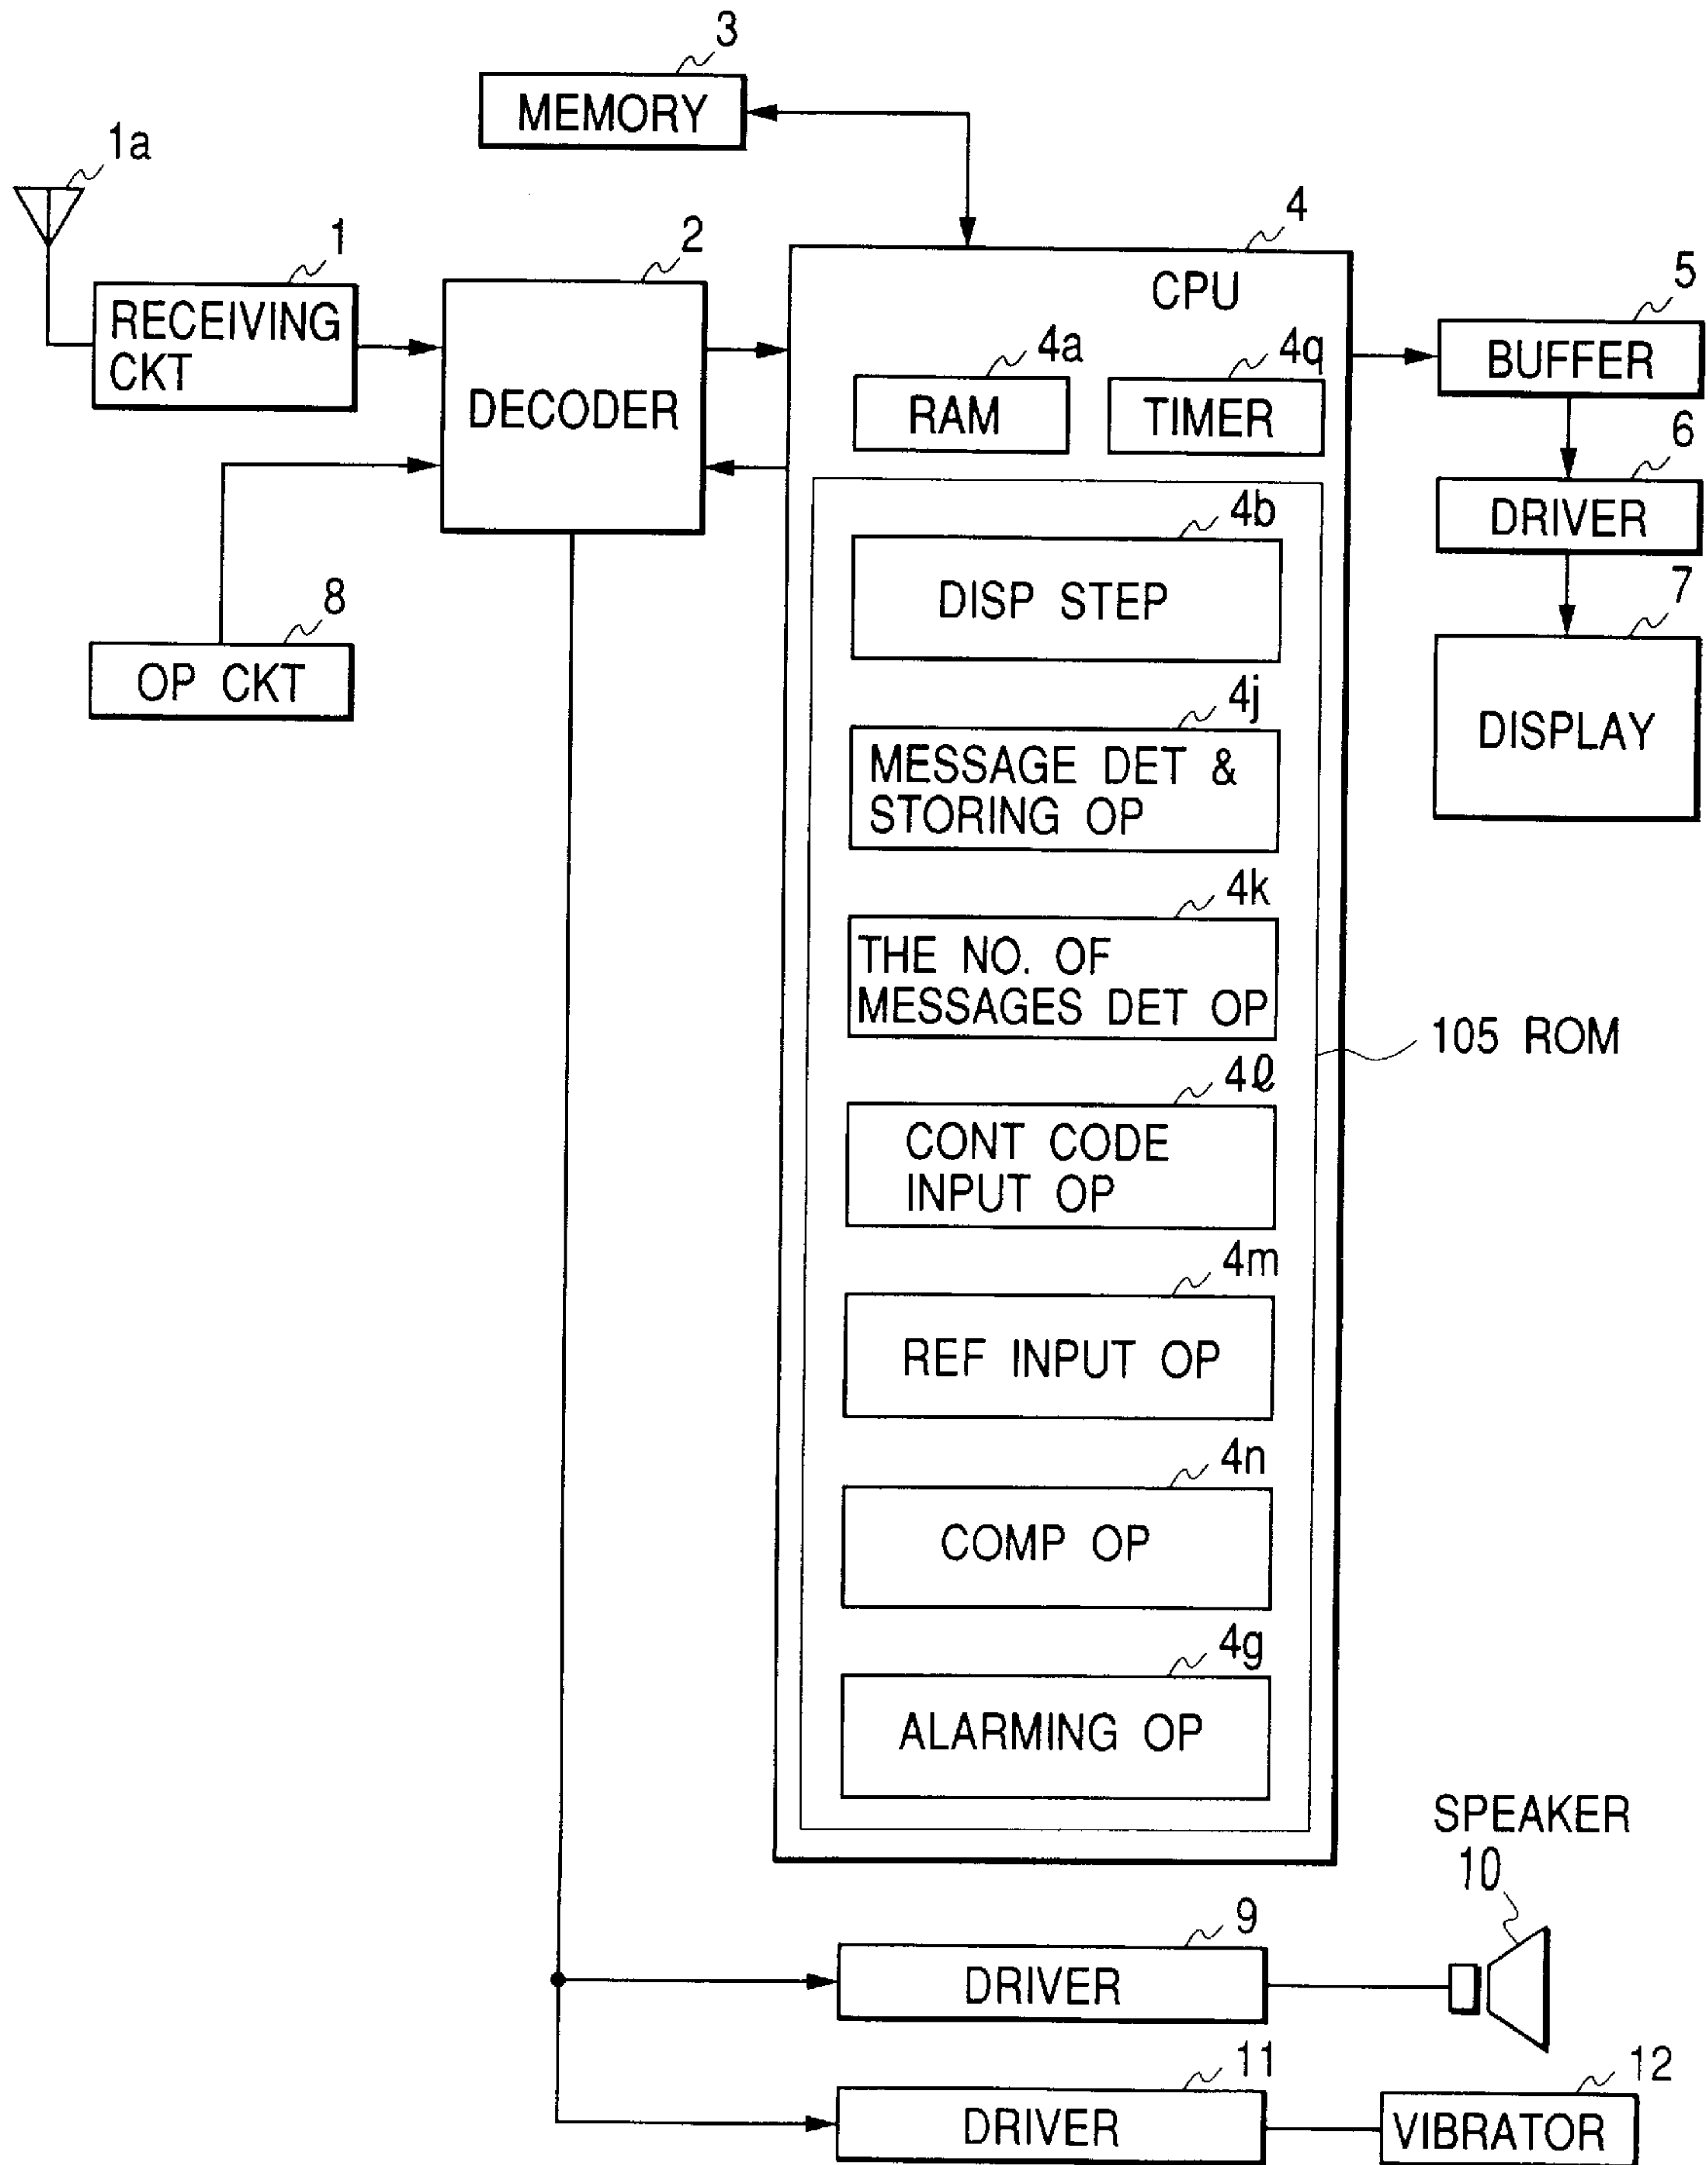 3
MEMORY
1a
1
RECEIVING
CKT
2
DECODER
4
CPU
4a
RAM
4q
TIMER
5
BUFFER
6
DRIVER
7
DISPLAY
8
OP CKT
4b
DISP STEP
4j
MESSAGE DET &
STORING OP
4k
THE NO. OF
MESSAGES DET OP
105 ROM
4ℓ
CONT CODE
INPUT OP
4m
REF INPUT OP
4n
COMP OP
4g
ALARMING OP
SPEAKER
10
9
DRIVER
11
DRIVER
12
VIBRATOR